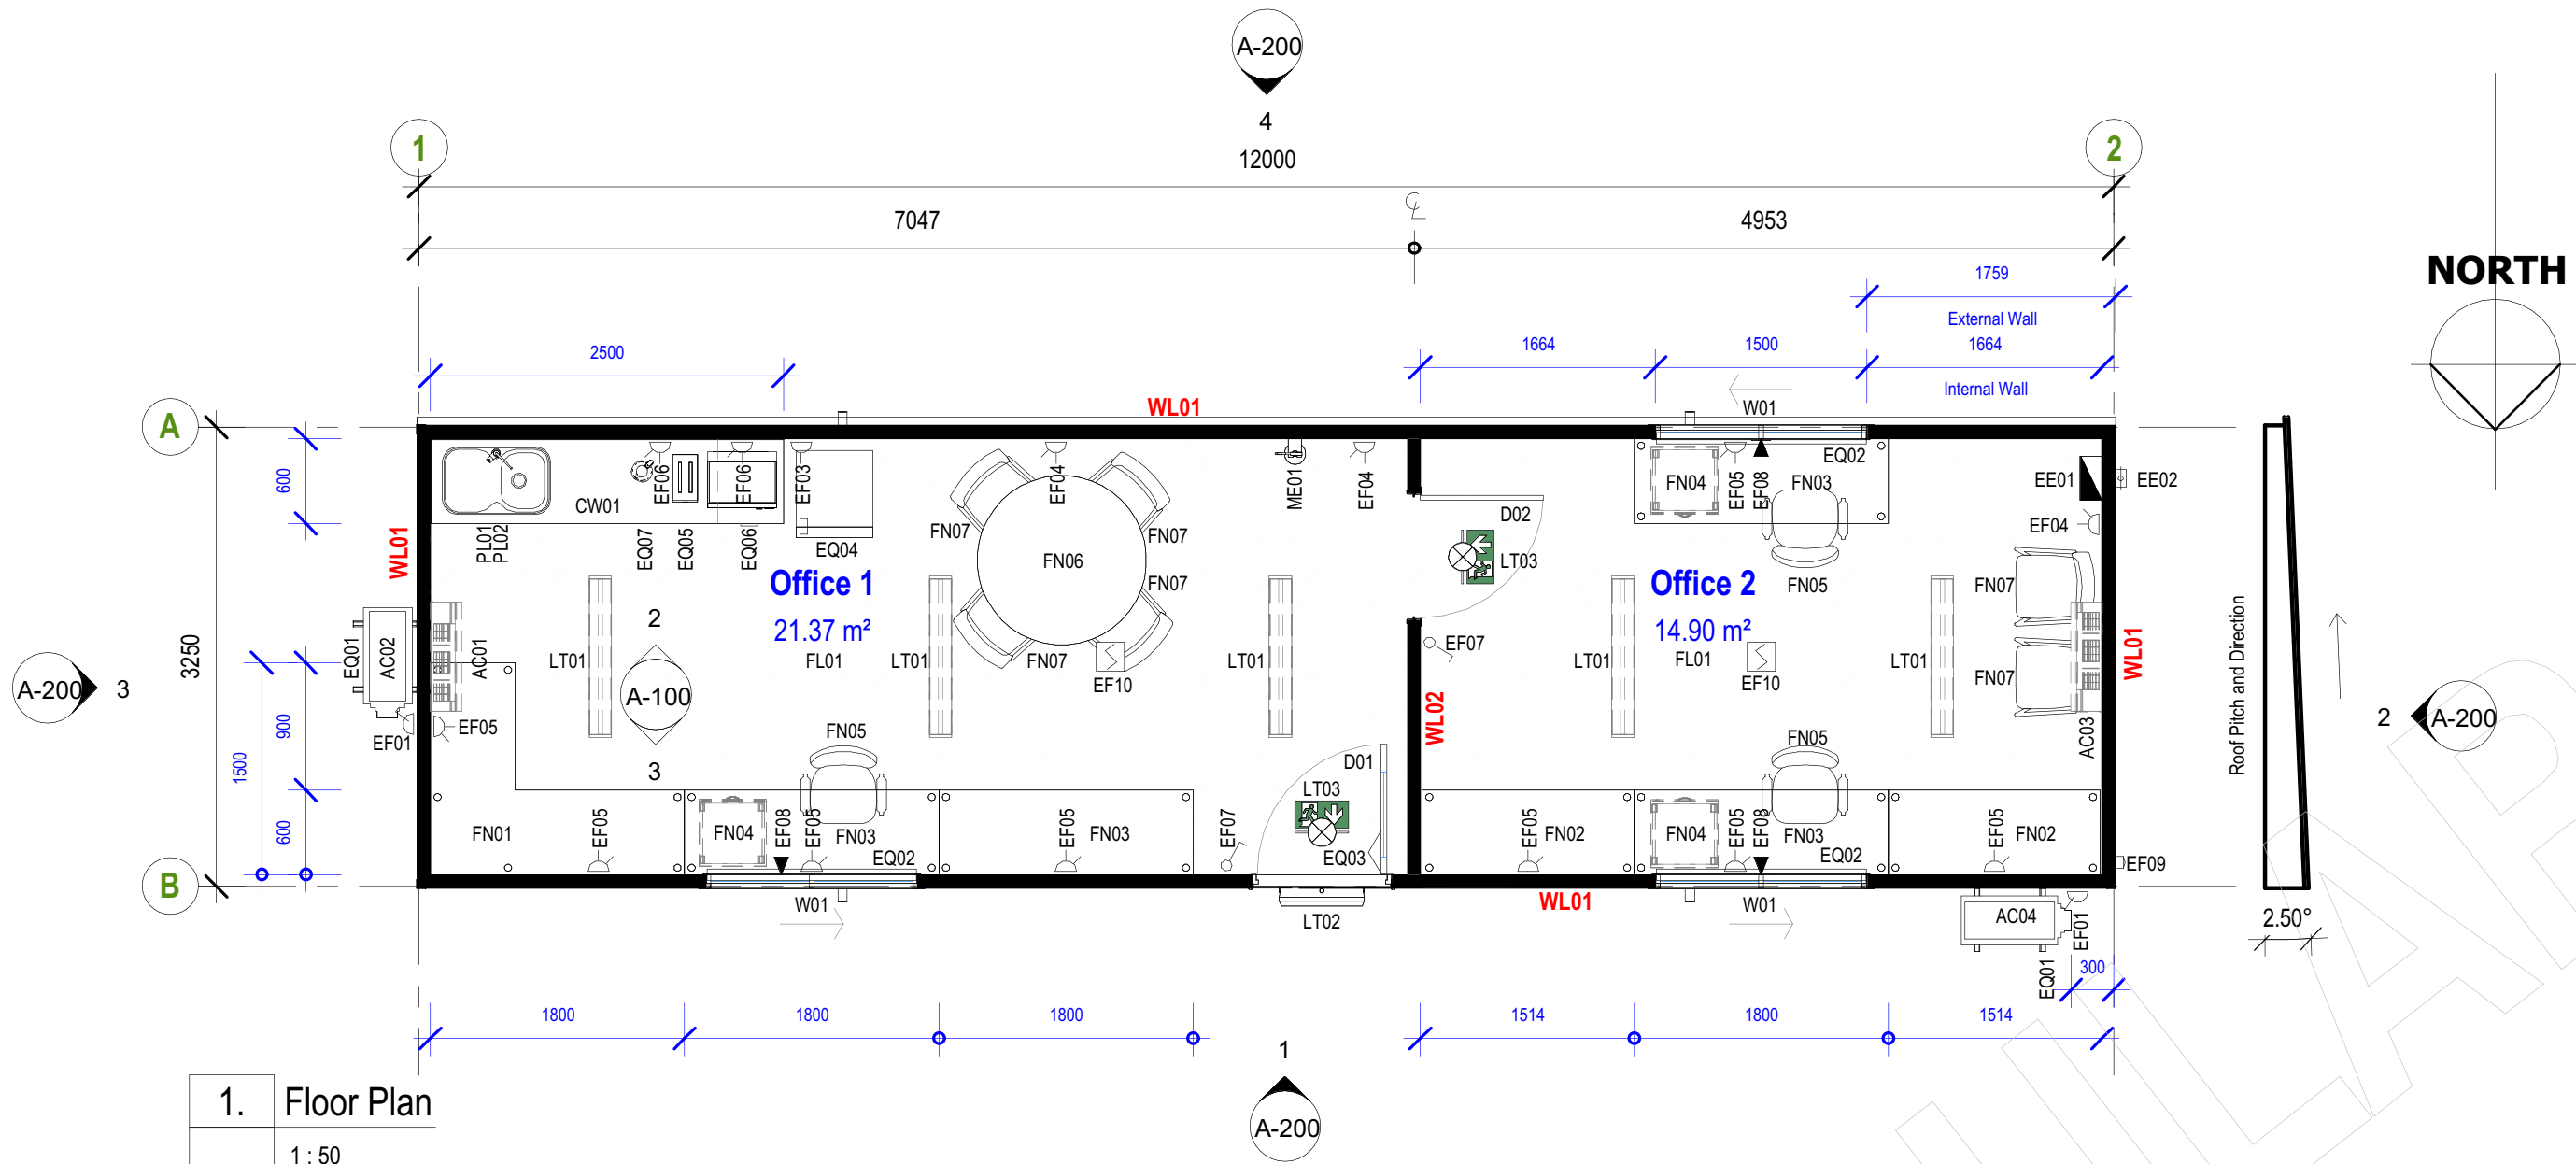 A-200
4
12000
1
2
7047
4953
NORTH
1759
External Wall
2500
1664
1500
1664
Internal Wall
WL01
W01
A
600
EF06
EF06
EF03
EF04
ME01
EF04
FN04
EF05
EF08
FN03
EQ02
EE01
EE02
CW01
D02
EF04
PL01
PL02
EQ07
EQ05
EQ06
EQ04
FN07
FN07
FN06
LT03
WL01
Office 1
Office 2
FN07
FN05
FN07
21.37 m²
14.90 m²
2
3250
EQ01
AC02
AC01
LT01
FL01
LT01
FN07
EF10
LT01
EF07
LT01
FL01
EF10
LT01
FN07
WL01
Roof Pitch and Direction
A-200
3
A-100
WL02
2
A-200
EF01
EF05
900
1500
FN05
FN05
AC03
3
D01
LT03
600
FN01
EF05
FN04
EF08
EF05
FN03
EQ02
EF05
FN03
EF07
EQ03
EF05
FN02
FN04
EF05
EF08
FN03
EQ02
EF05
FN02
EF09
B
W01
LT02
WL01
W01
AC04
EF01
EQ01
300
2.50°
1800
1800
1800
1514
1800
1514
1
A-200
1.
Floor Plan
1 : 50